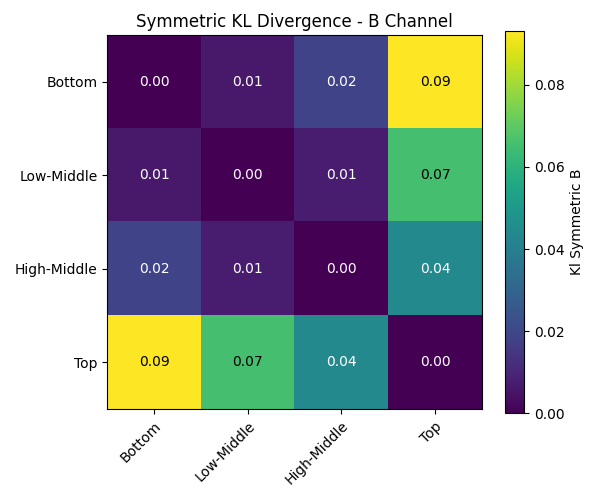 Symmetric KL Divergence - B Channel
Bottom 0.00 0.01 0.02 0.09
Low-Middle 0.01 0.00 0.01 0.07
High-Middle 0.02 0.01 0.00 0.04
Top 0.09 0.07 0.04 0.00
Bottom Low-Middle High-Middle Top
0.08
0.06
0.04
0.02
0.00
Kl Symmetric B